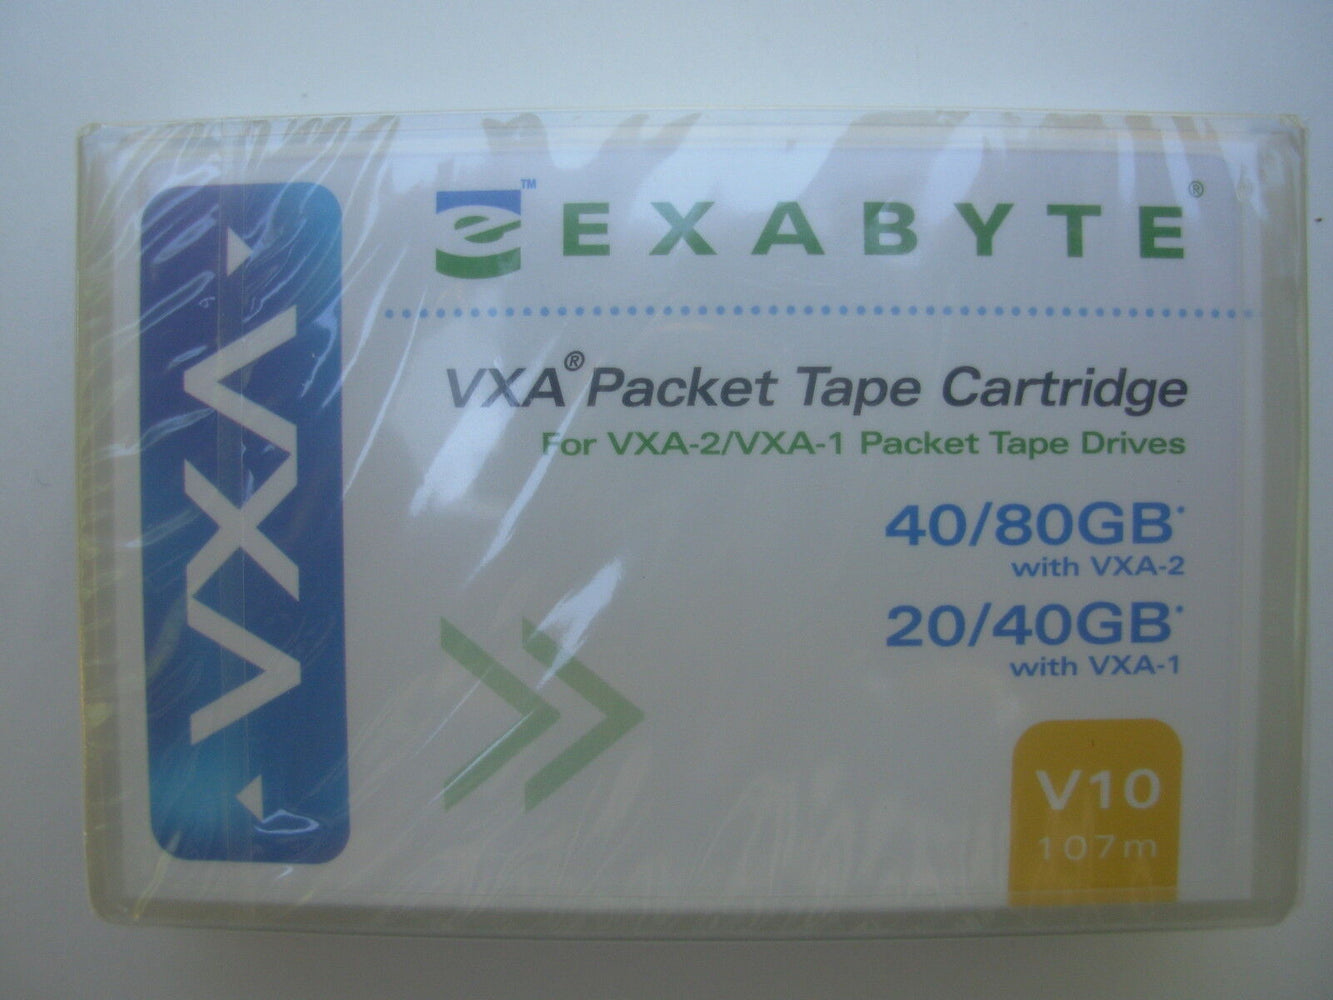 VXA
™ EXABYTE®
VXA® Packet Tape Cartridge
For VXA-2/VXA-1 Packet Tape Drives
40/80GB*
with VXA-2
20/40GB*
with VXA-1
V10
107m